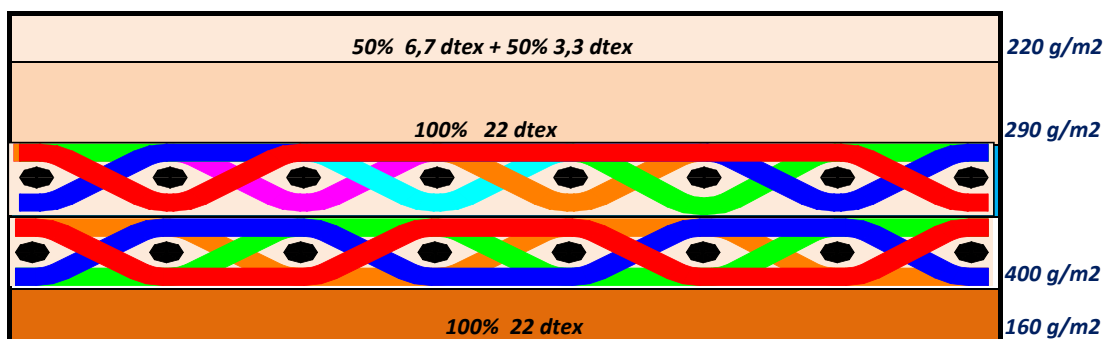 50% 6,7 dtex + 50% 3,3 dtex
220 g/m2
100% 22 dtex
290 g/m2
400 g/m2
100% 22 dtex
160 g/m2